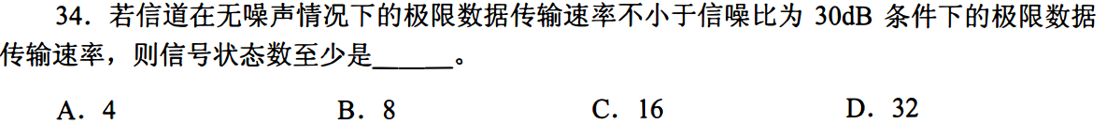 34．若信道在无噪声情况下的极限数据传输速率不小于信噪比为 30dB 条件下的极限数据
传输速率，则信号状态数至少是______。
A．4 B．8 C．16 D．32